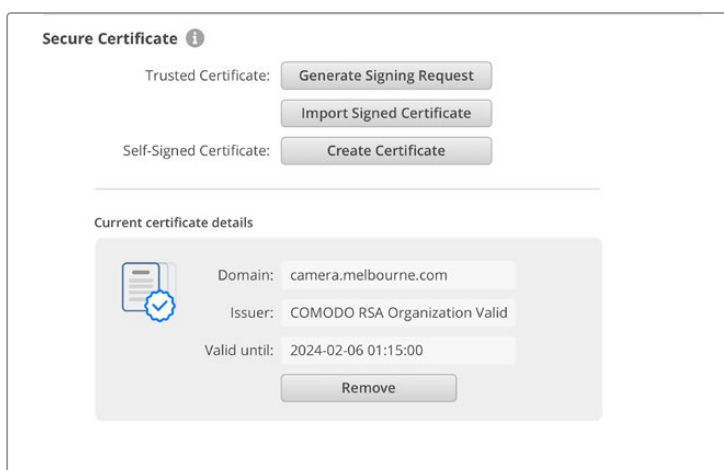 Secure Certificate
Trusted Certificate: Generate Signing Request
Import Signed Certificate
Self-Signed Certificate: Create Certificate
Current certificate details
Domain: camera.melbourne.com
Issuer: COMODO RSA Organization Valid
Valid until: 2024-02-06 01:15:00
Remove